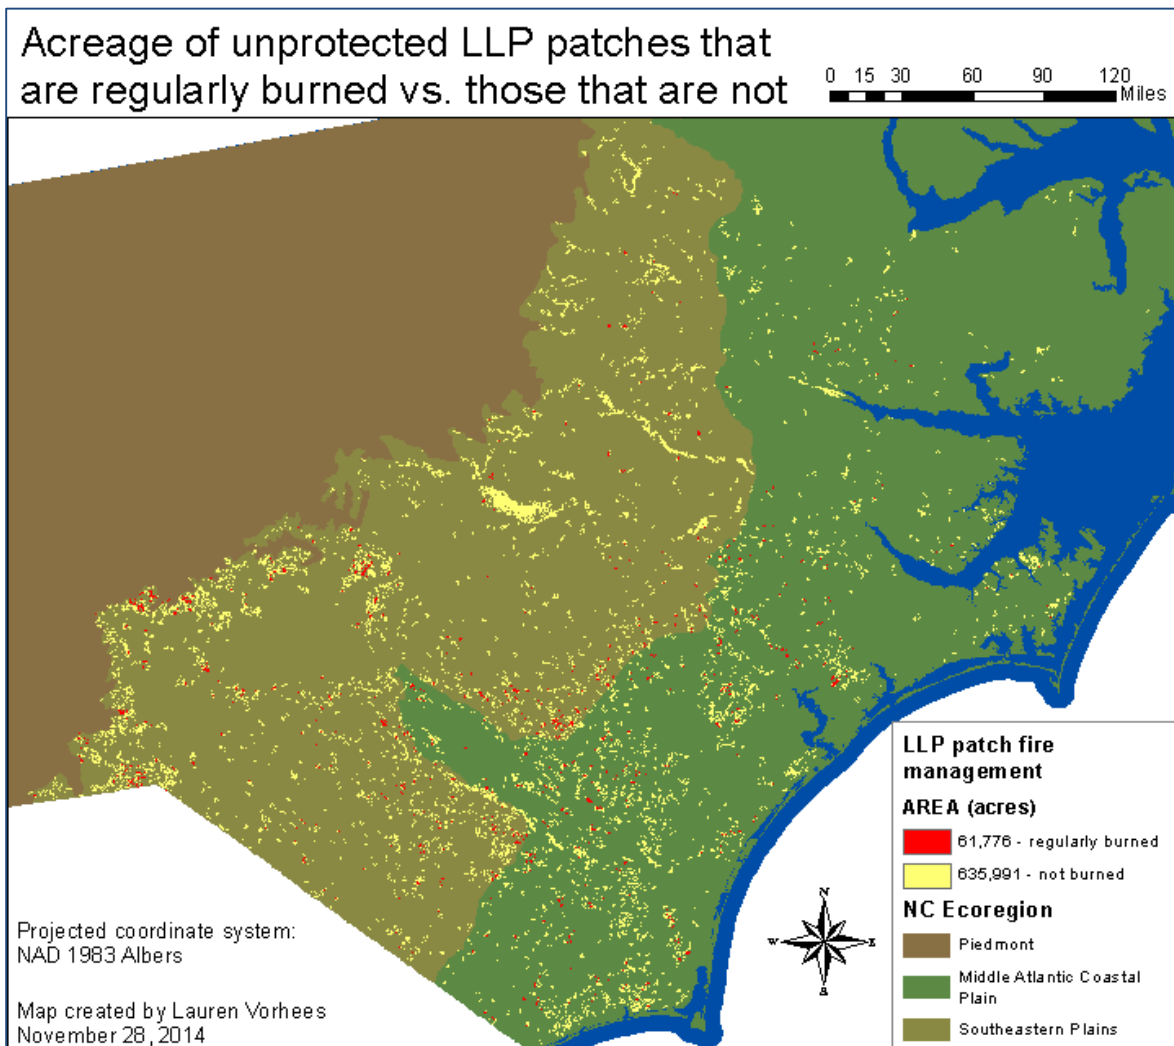 Acreage of unprotected LLP patches that
are regularly burned vs. those that are not
0 15 30 60 90 120
Miles
LLP patch fire
management
AREA (acres)
61,776 - regularly burned
635,991 - not burned
NC Ecoregion
Piedmont
Middle Atlantic Coastal
Plain
Southeastern Plains
N
W E
S
Projected coordinate system:
NAD 1983 Albers
Map created by Lauren Vorhees
November 28, 2014